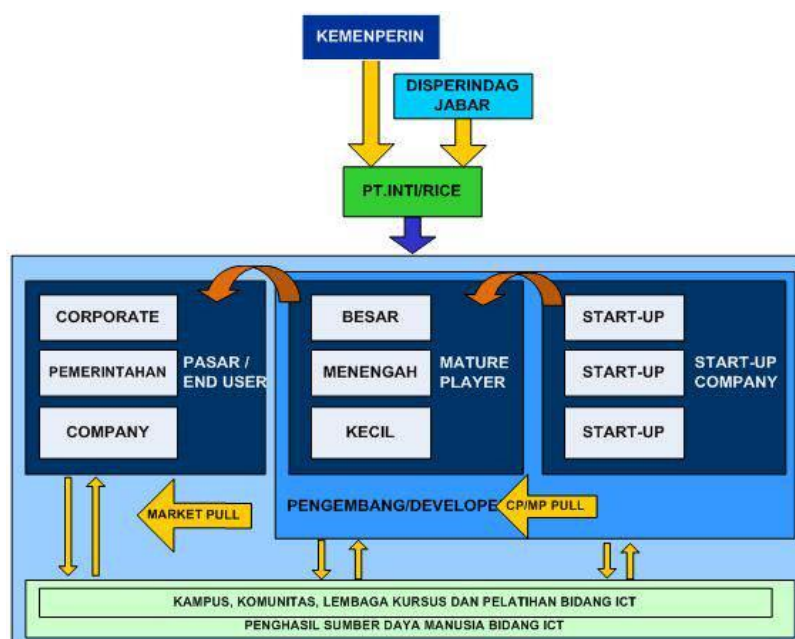 KEMENPERIN
DISPERINDAG
JABAR
PT.INTI/RICE
CORPORATE
PEMERINTAHAN
COMPANY
PASAR /
END USER
BESAR
MENENGAH
KECIL
MATURE
PLAYER
START-UP
START-UP
START-UP
START-UP
COMPANY
MARKET PULL
PENGEMBANG/DEVELOPE
CP/MP PULL
KAMPUS, KOMUNITAS, LEMBAGA KURSUS DAN PELATIHAN BIDANG ICT
PENGHASIL SUMBER DAYA MANUSIA BIDANG ICT